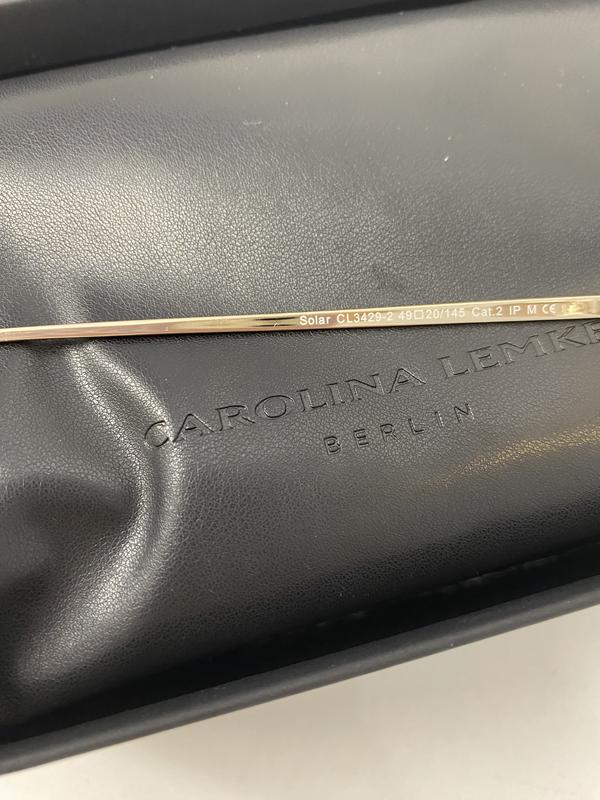 Solar CL3429-2 49□20/145 Cat.2 IP M CE
CAROLINA LEMKE
BERLIN